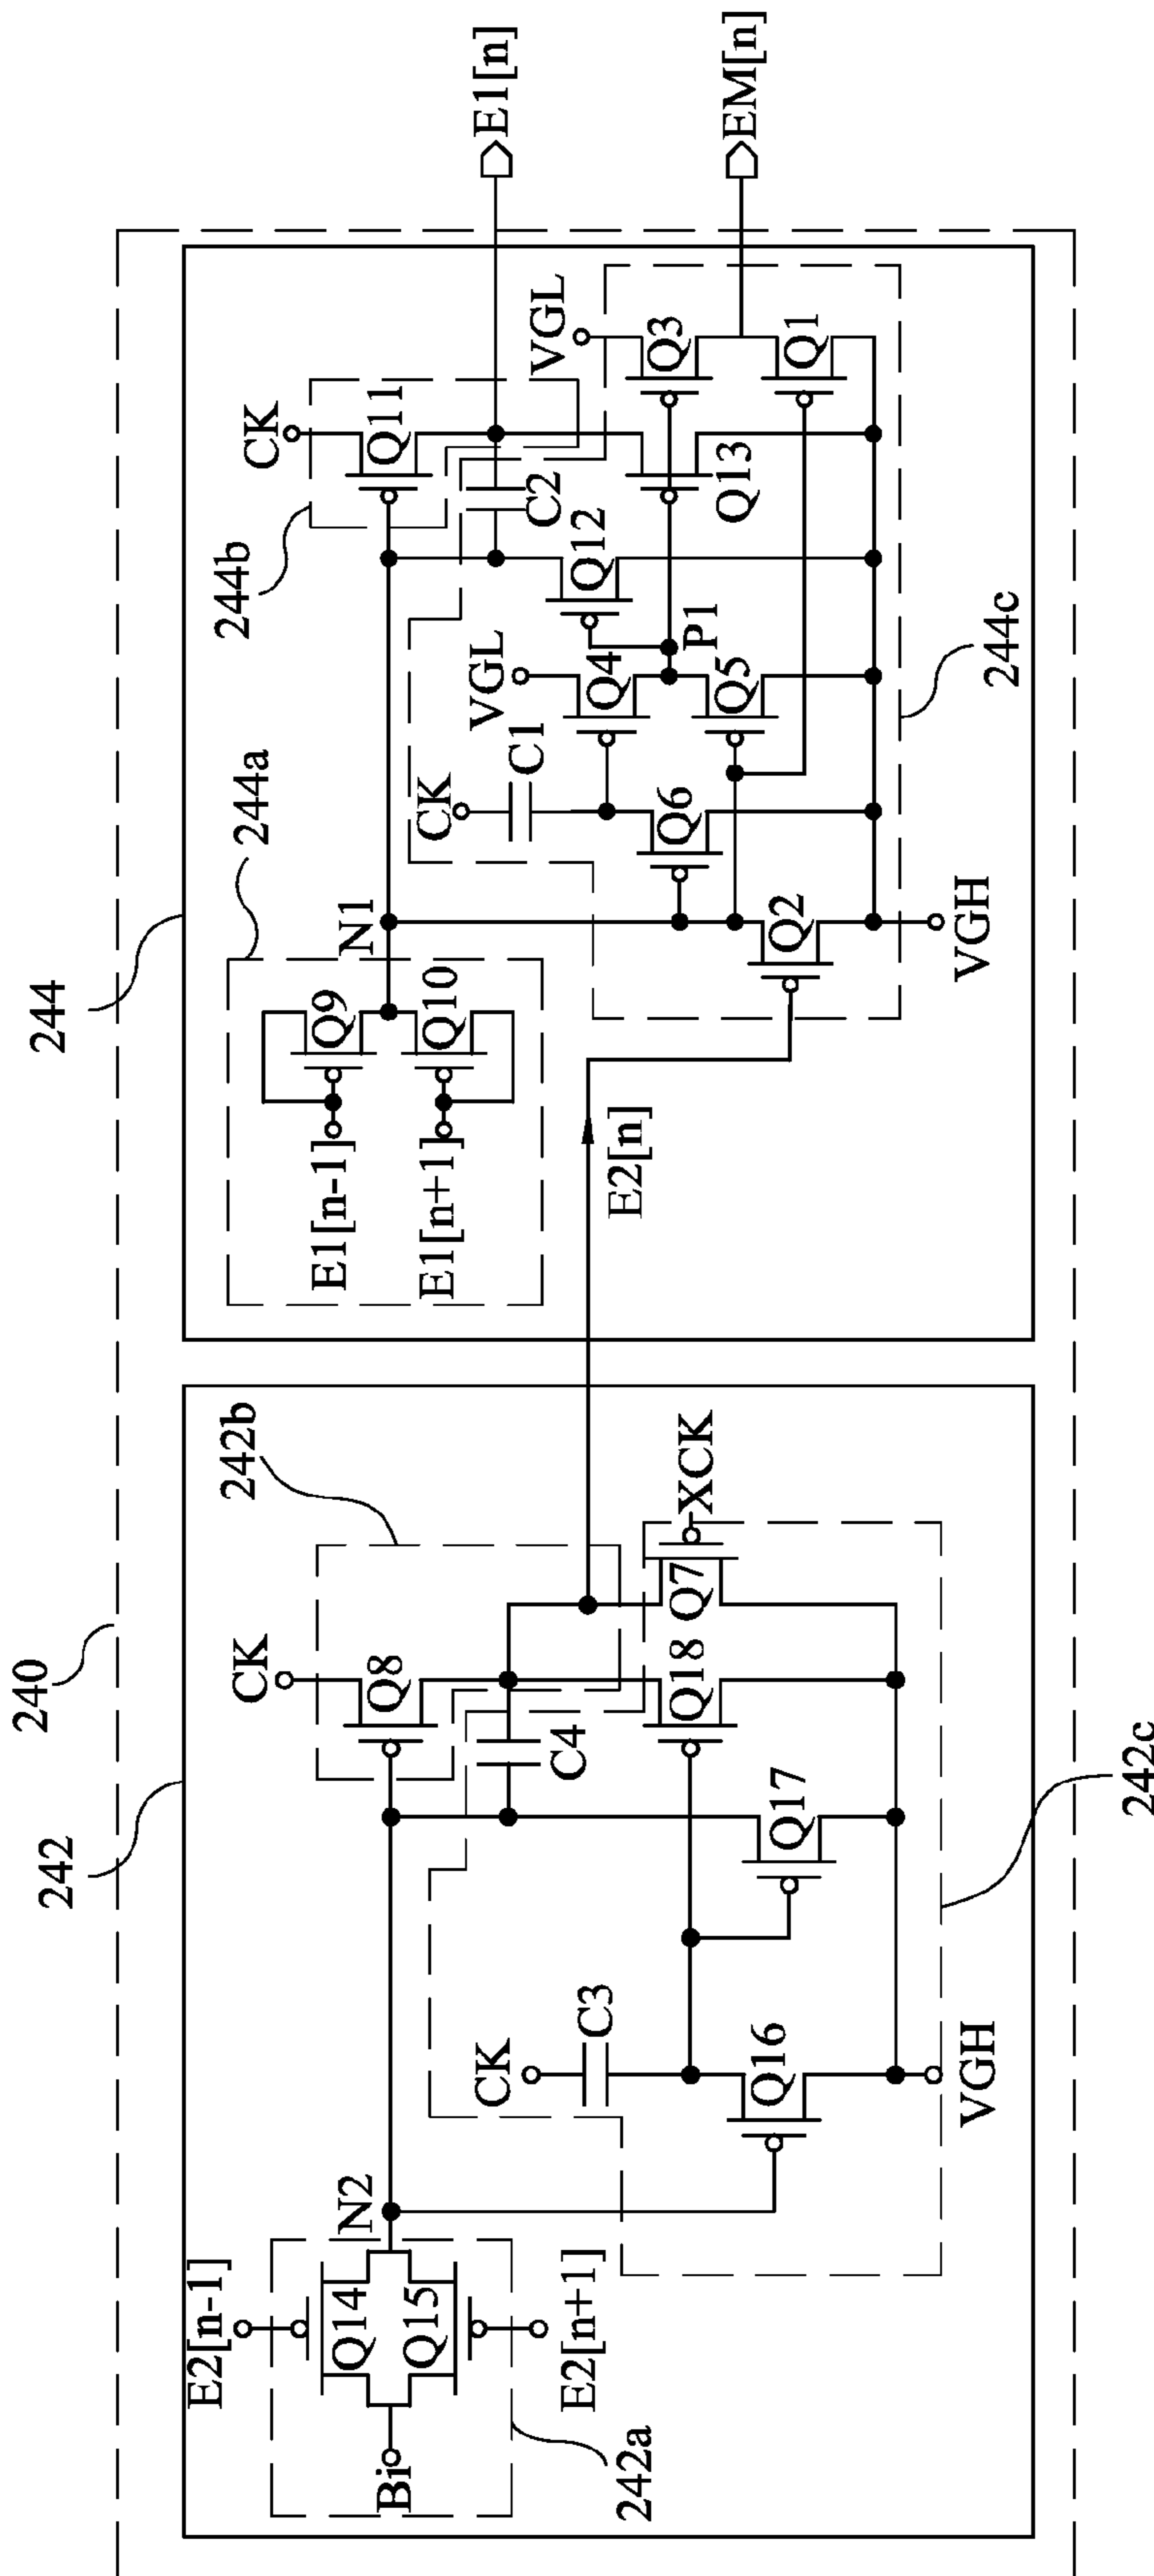 240
242
244
242a
242b
242c
244a
244b
244c
E2[n-1]
Q14
Q15
Bi
E2[n+1]
N2
CK
C3
Q16
VGH
Q17
C4
CK
Q8
Q18
Q7
XCK
E2[n]
E1[n-1]
Q9
E1[n+1]
Q10
N1
Q2
VGH
CK
C1
Q6
VGL
Q4
Q5
P1
Q12
C2
CK
Q11
Q13
VGL
Q3
Q1
E1[n]
EM[n]